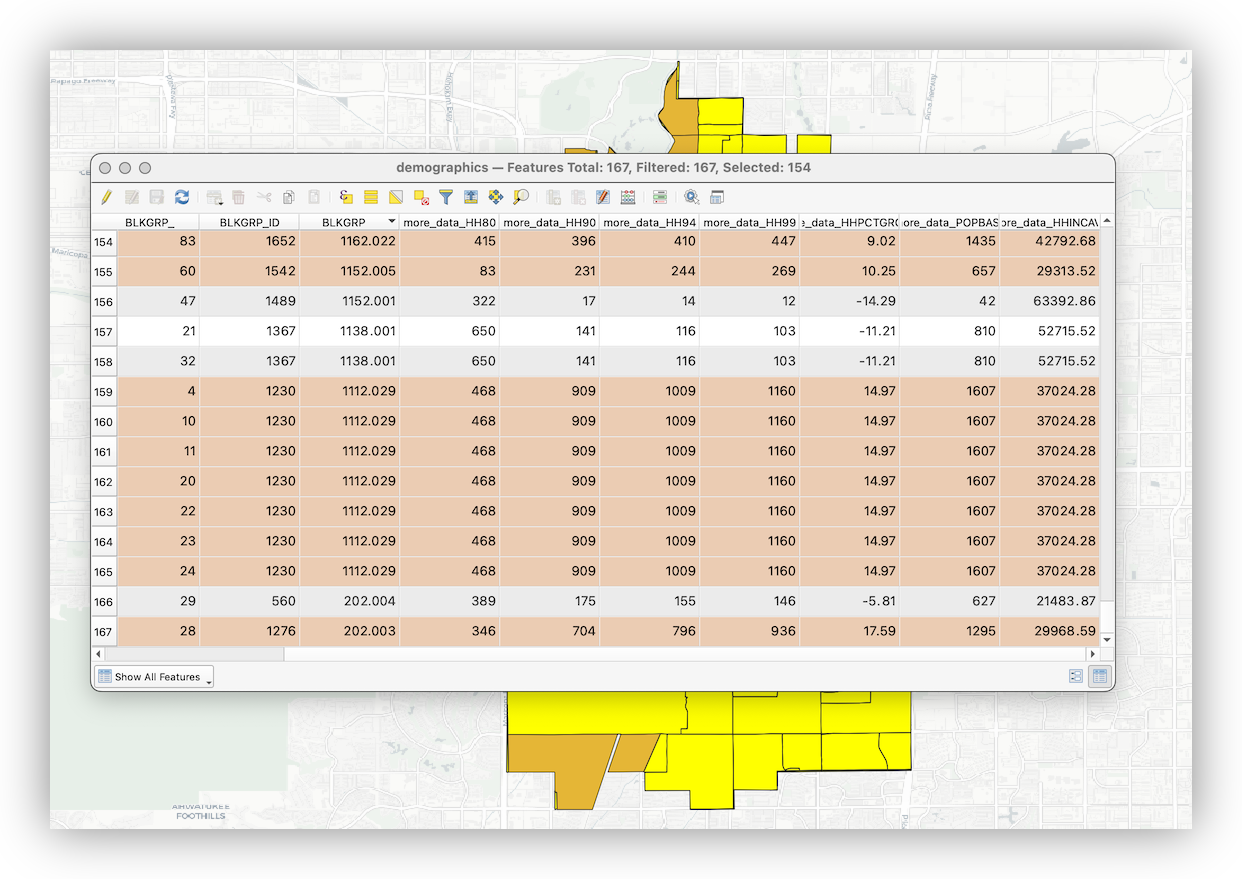 demographics — Features Total: 167, Filtered: 167, Selected: 154
BLKGRP_ BLKGRP_ID BLKGRP more_data_HH80 more_data_HH90 more_data_HH94 more_data_HH99 e_data_HHPCTGRO ore_data_POPBAS ore_data_HHINCAV
154 83 1652 1162.022 415 396 410 447 9.02 1435 42792.68
155 60 1542 1152.005 83 231 244 269 10.25 657 29313.52
156 47 1489 1152.001 322 17 14 12 -14.29 42 63392.86
157 21 1367 1138.001 650 141 116 103 -11.21 810 52715.52
158 32 1367 1138.001 650 141 116 103 -11.21 810 52715.52
159 4 1230 1112.029 468 909 1009 1160 14.97 1607 37024.28
160 10 1230 1112.029 468 909 1009 1160 14.97 1607 37024.28
161 11 1230 1112.029 468 909 1009 1160 14.97 1607 37024.28
162 20 1230 1112.029 468 909 1009 1160 14.97 1607 37024.28
163 22 1230 1112.029 468 909 1009 1160 14.97 1607 37024.28
164 23 1230 1112.029 468 909 1009 1160 14.97 1607 37024.28
165 24 1230 1112.029 468 909 1009 1160 14.97 1607 37024.28
166 29 560 202.004 389 175 155 146 -5.81 627 21483.87
167 28 1276 202.003 346 704 796 936 17.59 1295 29968.59
Show All Features
FOOTHILLS